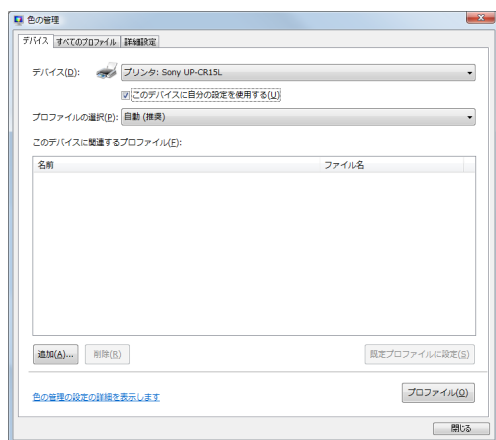 色の管理
デバイス すべてのプロファイル 詳細設定
デバイス(D): プリンタ: Sony UP-CR15L
このデバイスに自分の設定を使用する(U)
プロファイルの選択(P): 自動 (推奨)
このデバイスに関連するプロファイル(F):
名前 ファイル名
追加(A)... 削除(R) 既定プロファイルに設定(S)
色の管理の設定の詳細を表示します プロファイル(O)
閉じる